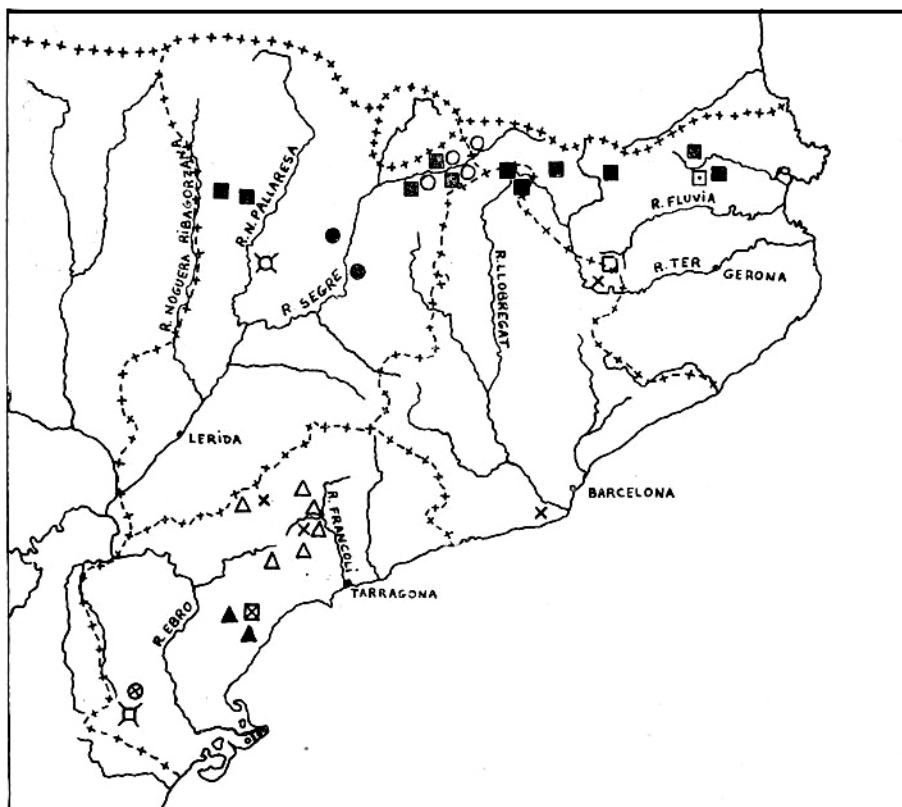 R. NOGUERA RIBAGORZANA
R.N. PALLARESA
R. SEGRE
R. LLOBREGAT
R. FLUVIA
R. TER
GERONA
LERIDA
BARCELONA
R. FRANCOLI
TARRAGONA
R. EBRO